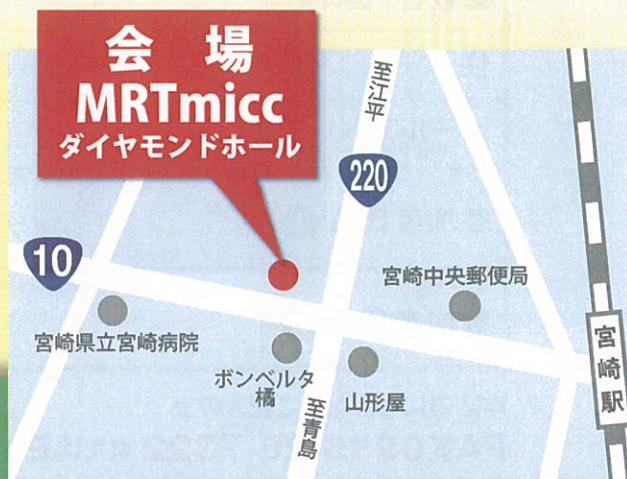 会 場
MRTmicc
ダイヤモンドホール
至江平
220
10
宮崎中央郵便局
宮崎県立宮崎病院
ボンベルタ
橘
山形屋
至青島
宮崎駅